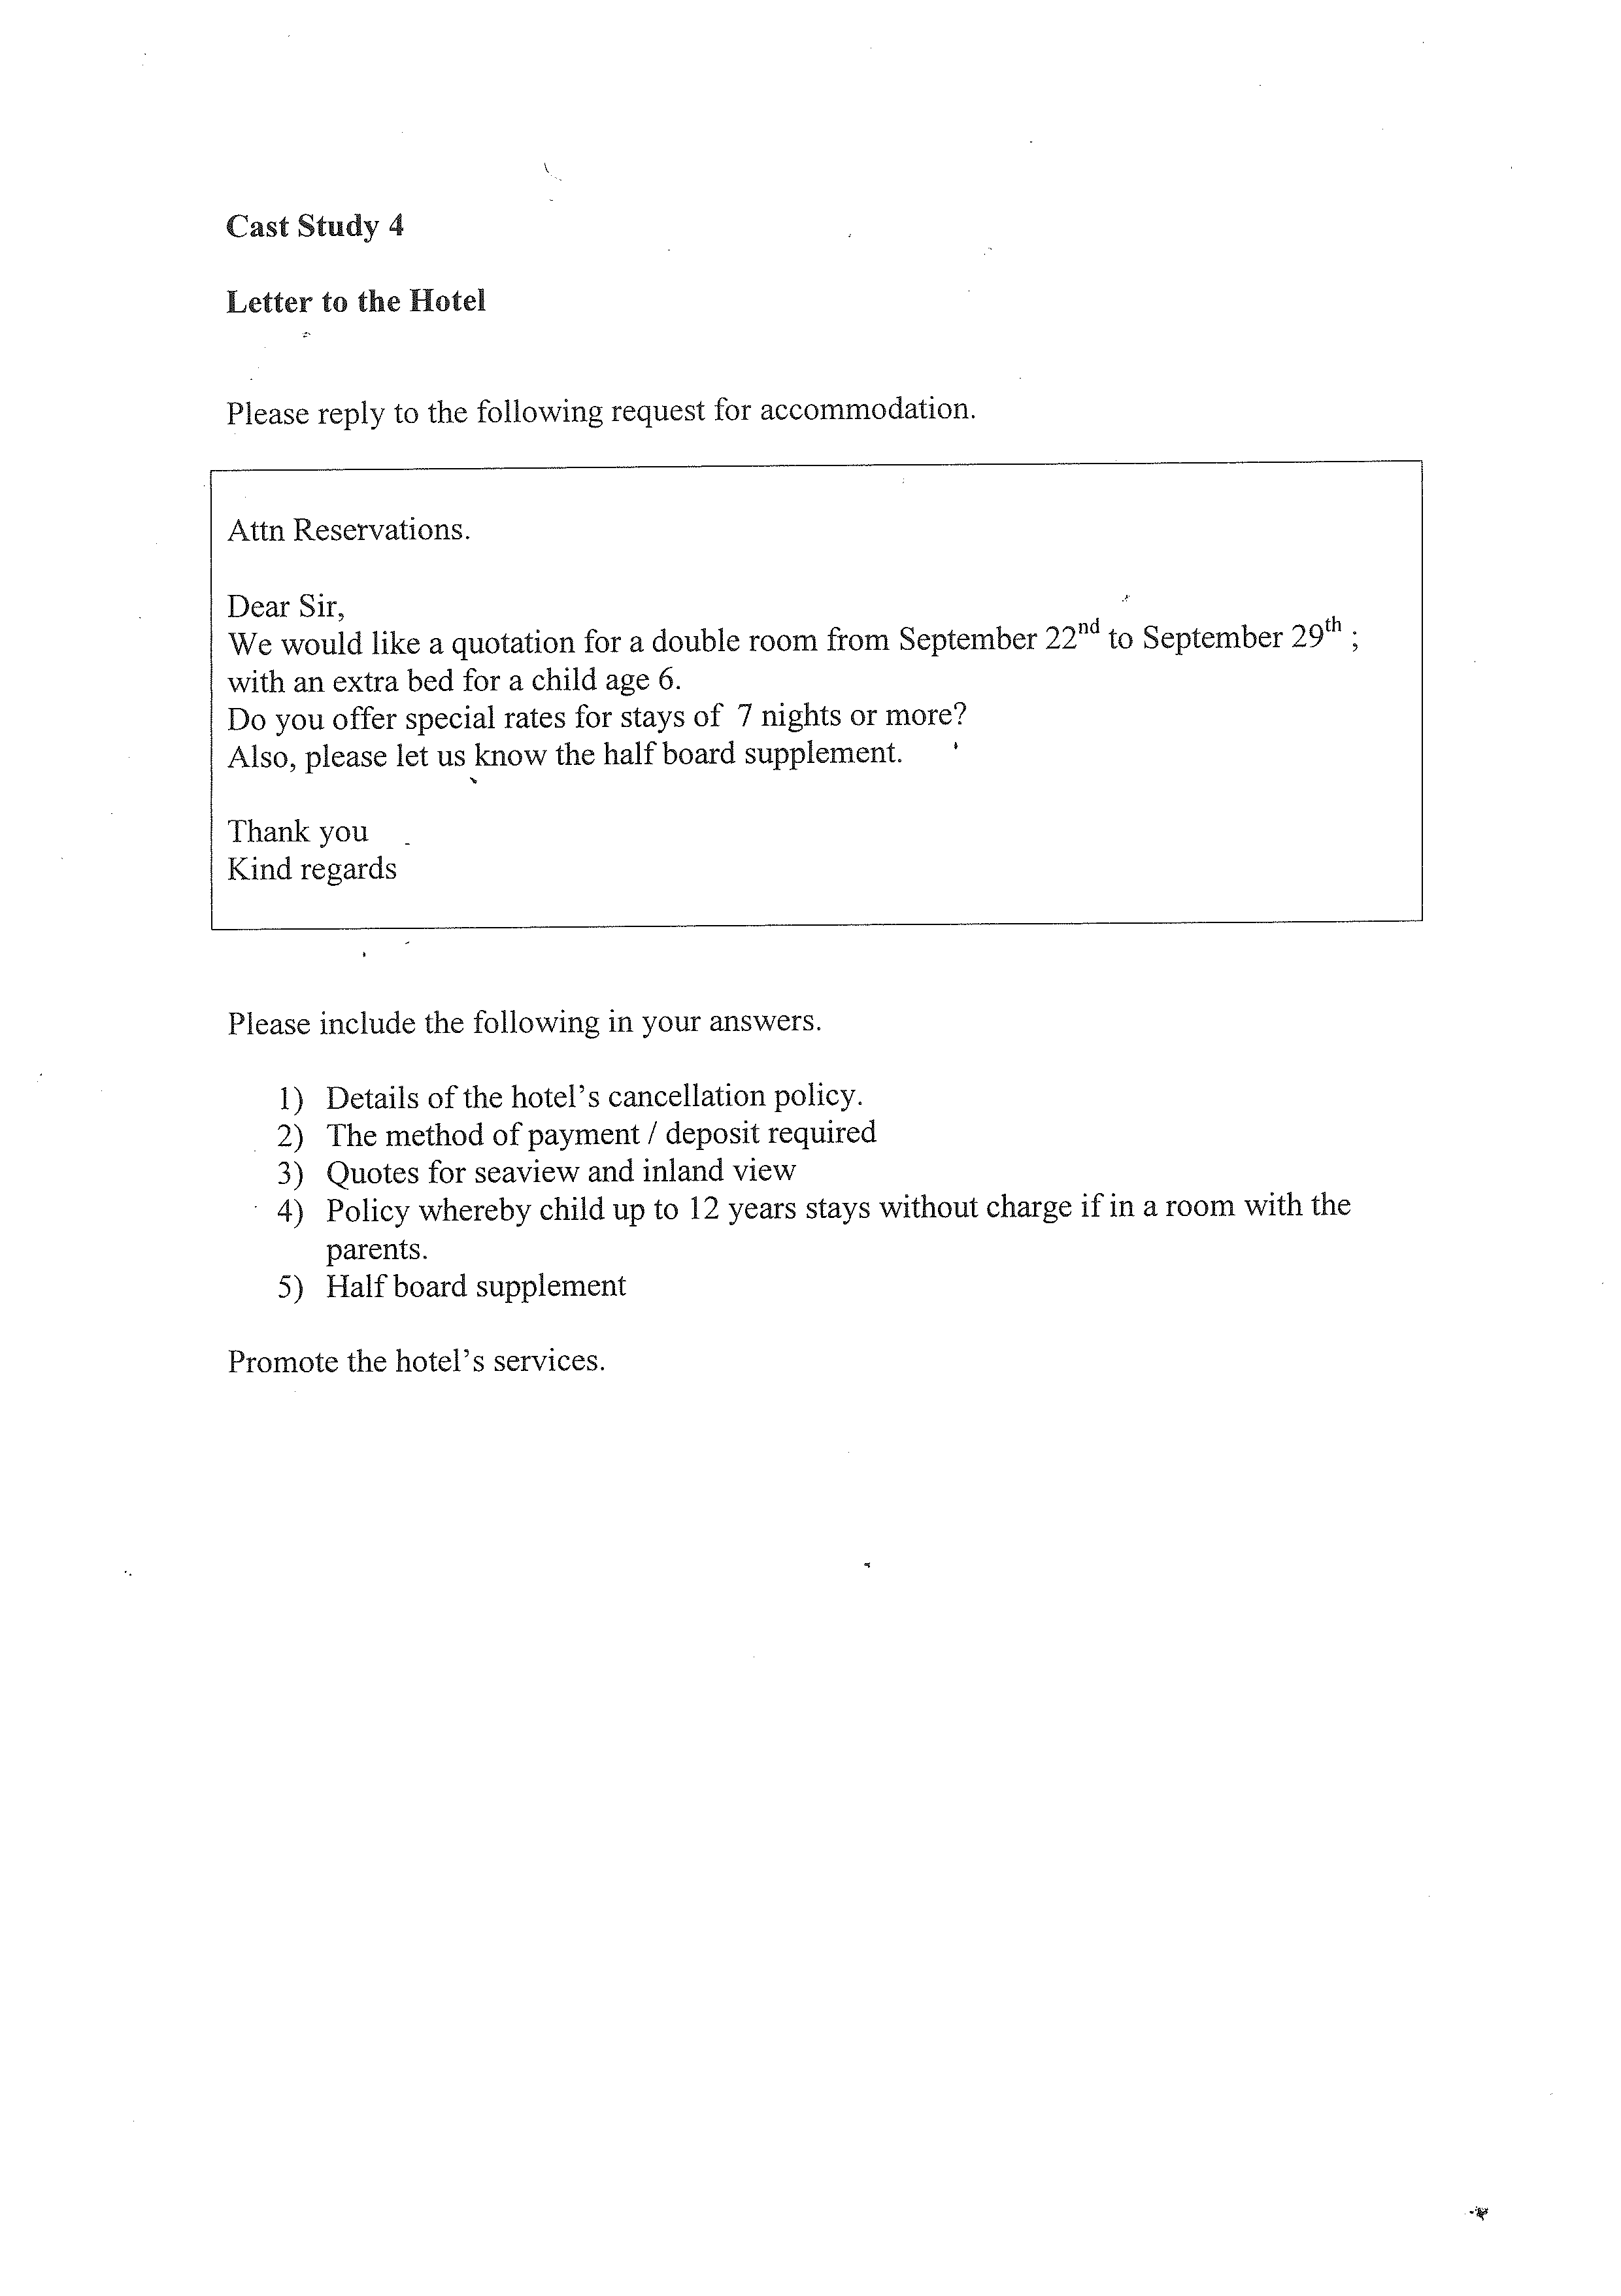 Cast Study 4
Letter to the Hotel
Please reply to the following request for accommodation.
Attn Reservations.
Dear Sir,
We would like a quotation for a double room from September 22nd to September 29th ;
with an extra bed for a child age 6.
Do you offer special rates for stays of 7 nights or more?
Also, please let us know the half board supplement.
Thank you
Kind regards
Please include the following in your answers.
1) Details of the hotel's cancellation policy.
2) The method of payment / deposit required
3) Quotes for seaview and inland view
4) Policy whereby child up to 12 years stays without charge if in a room with the
parents.
5) Half board supplement
Promote the hotel's services.